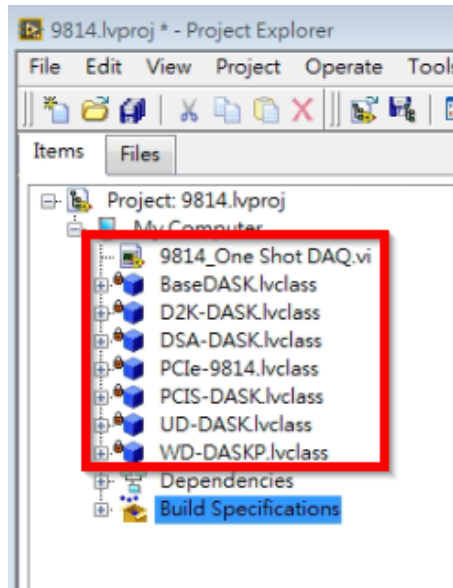 9814.lvproj * - Project Explorer
File Edit View Project Operate Tools
Items Files
Project: 9814.lvproj
My Computer
9814_One Shot DAQ.vi
BaseDASK.lvclass
D2K-DASK.lvclass
DSA-DASK.lvclass
PCIe-9814.lvclass
PCIS-DASK.lvclass
UD-DASK.lvclass
WD-DASKP.lvclass
Dependencies
Build Specifications